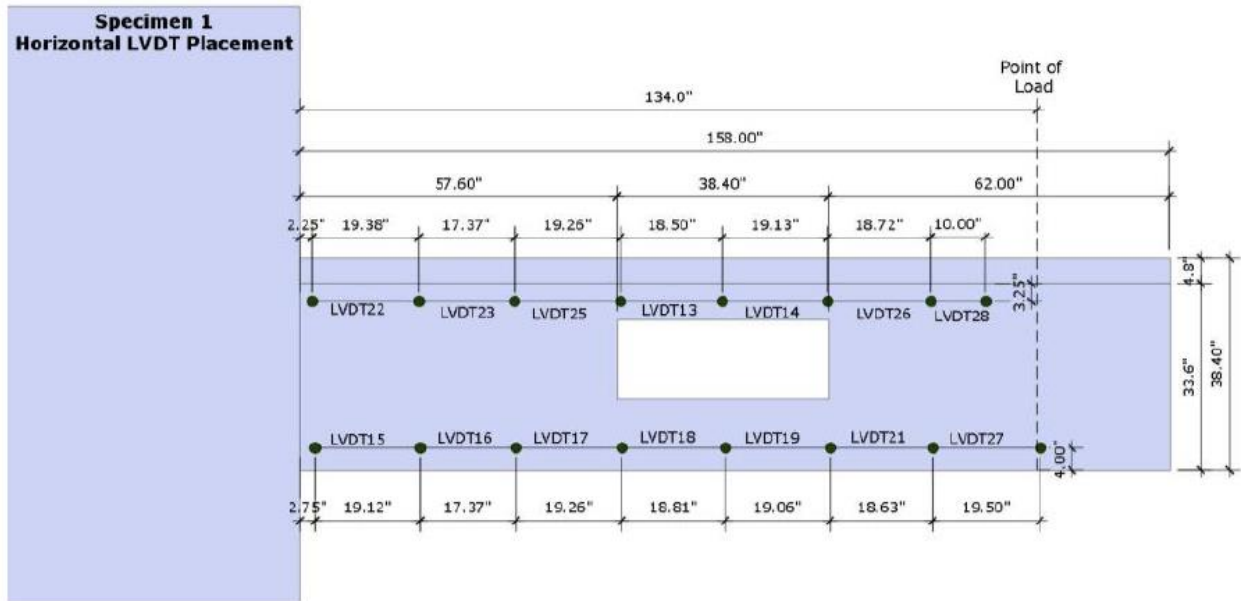 Specimen 1
Horizontal LVDT Placement
Point of
Load
134.0"
158.00"
57.60" 38.40" 62.00"
2.25" 19.38" 17.37" 19.26" 18.50" 19.13" 18.72" 10.00"
4.8"
3.25"
LVDT22 LVDT23 LVDT25 LVDT13 LVDT14 LVDT26 LVDT28
33.6"
38.40"
LVDT15 LVDT16 LVDT17 LVDT18 LVDT19 LVDT21 LVDT27
4.00"
2.75" 19.12" 17.37" 19.26" 18.81" 19.06" 18.63" 19.50"